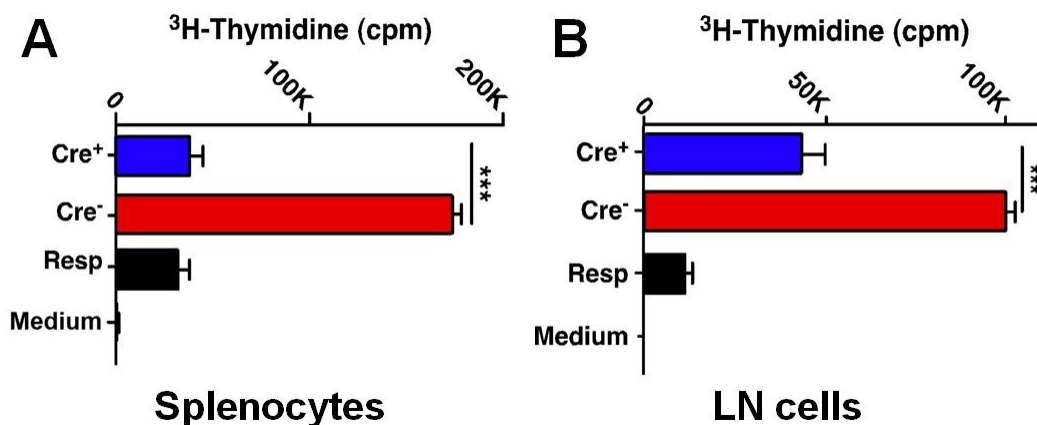 A
³H-Thymidine (cpm)
0 100K 200K
Cre⁺
Cre⁻
Resp
Medium
***
Splenocytes
B
³H-Thymidine (cpm)
0 50K 100K
Cre⁺
Cre⁻
Resp
Medium
***
LN cells